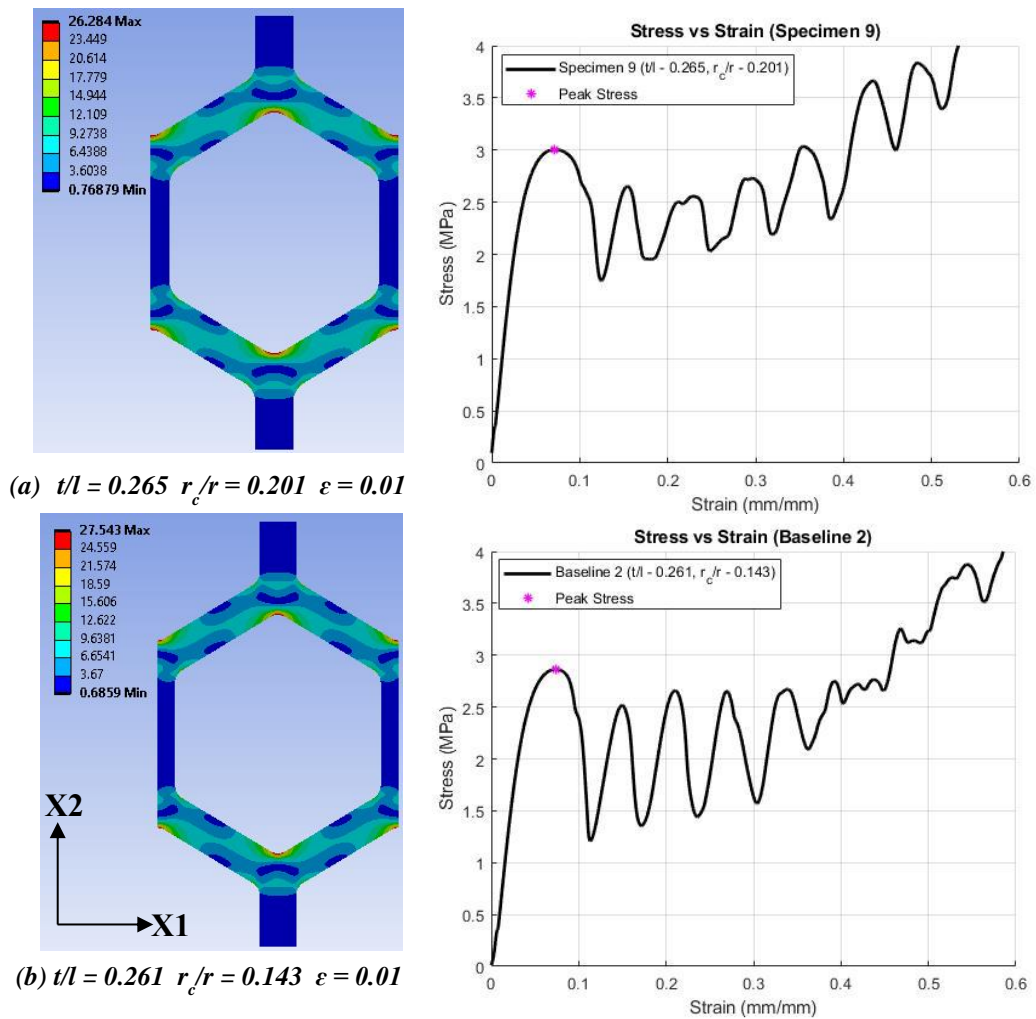 26.284 Max
23.449
20.614
17.779
14.944
12.109
9.2738
6.4388
3.6038
0.76879 Min
(a) t/l = 0.265 r_c/r = 0.201 ε = 0.01
Stress vs Strain (Specimen 9)
Specimen 9 (t/l - 0.265, r_c/r - 0.201)
Peak Stress
Stress (MPa)
4
3.5
3
2.5
2
1.5
1
0.5
0
0 0.1 0.2 0.3 0.4 0.5 0.6
Strain (mm/mm)
27.543 Max
24.559
21.574
18.59
15.606
12.622
9.6381
6.6541
3.67
0.6859 Min
X2
X1
(b) t/l = 0.261 r_c/r = 0.143 ε = 0.01
Stress vs Strain (Baseline 2)
Baseline 2 (t/l - 0.261, r_c/r - 0.143)
Peak Stress
Stress (MPa)
4
3.5
3
2.5
2
1.5
1
0.5
0
0 0.1 0.2 0.3 0.4 0.5 0.6
Strain (mm/mm)